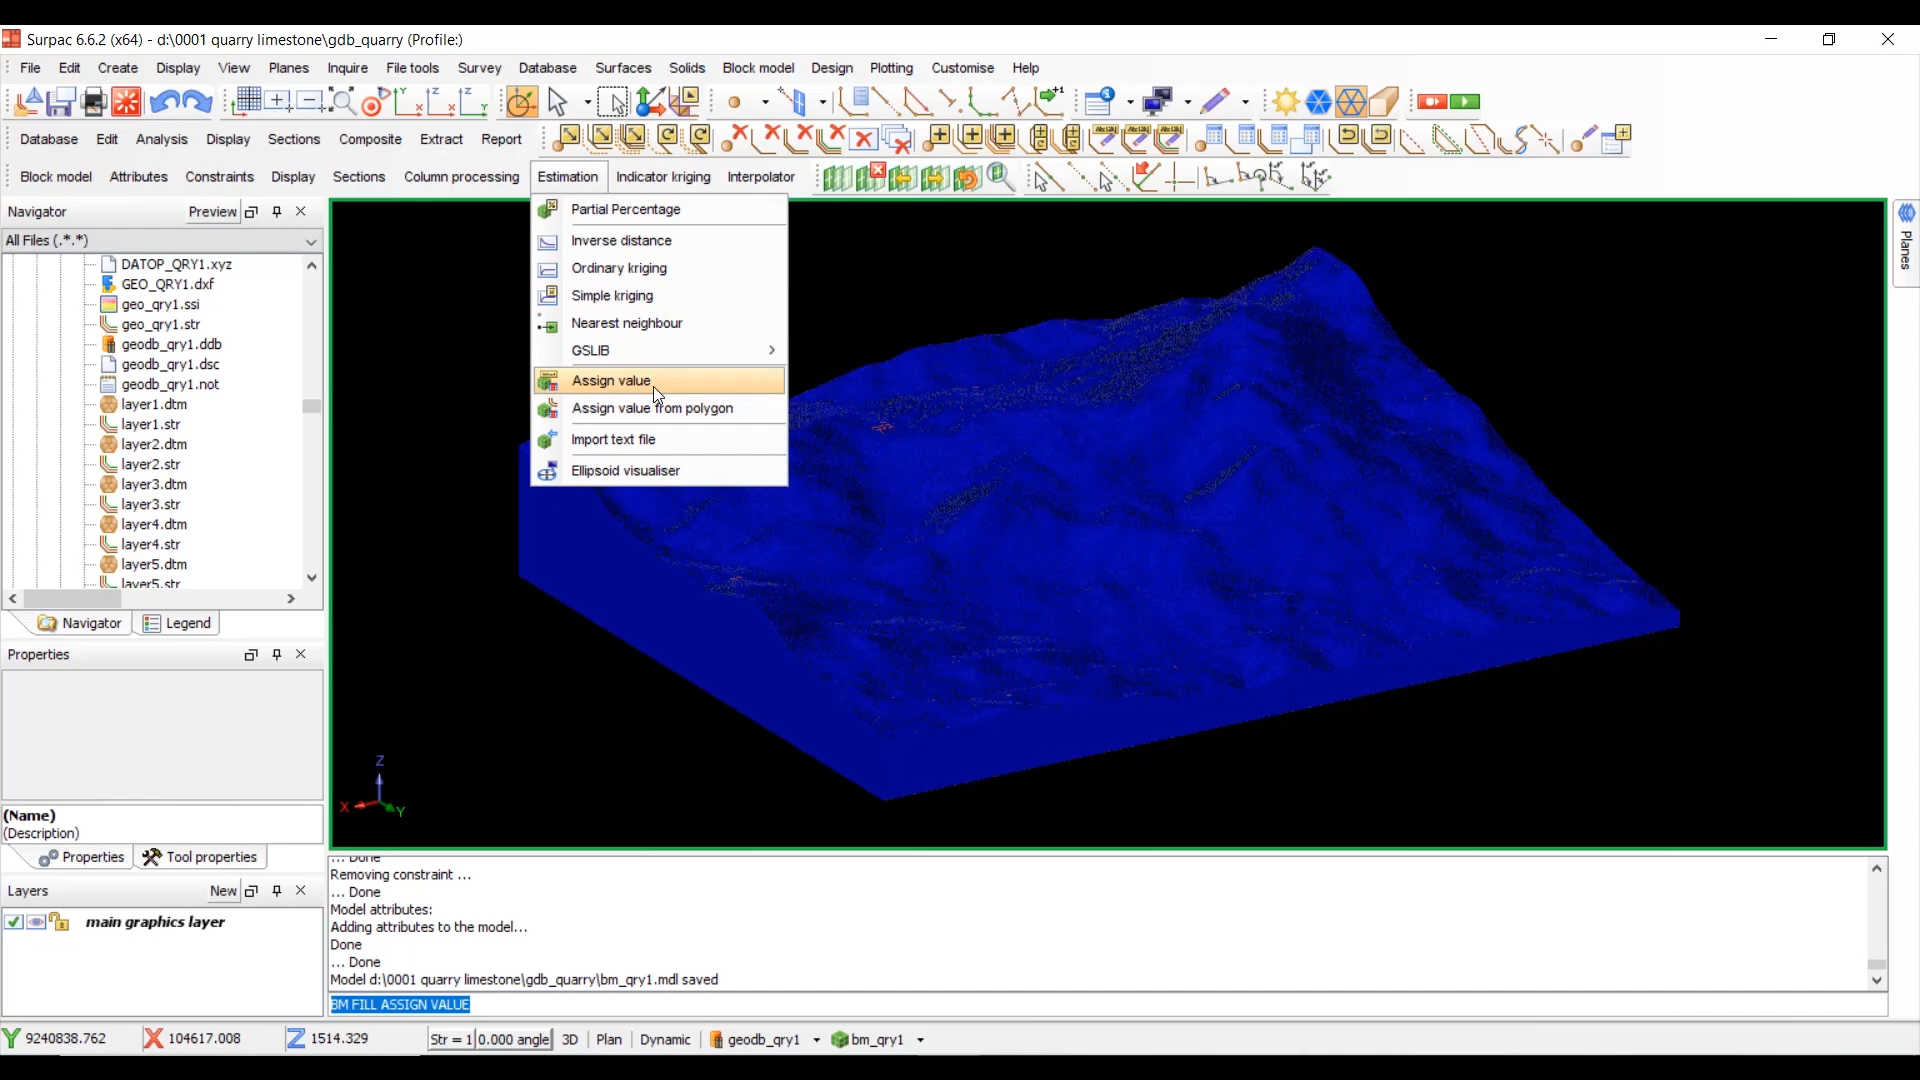 Surpac 6.6.2 (x64) - d:\0001 quarry limestone\gdb_quarry (Profile:)
File Edit Create Display View Planes Inquire File tools Survey Database Surfaces Solids Block model Design Plotting Customise Help
Database Edit Analysis Display Sections Composite Extract Report
Block model Attributes Constraints Display Sections Column processing Estimation Indicator kriging Interpolator
Navigator Preview
All Files (.*.*)
DATOP_QRY1.xyz
GEO_QRY1.dxf
geo_qry1.ssi
geo_qry1.str
geodb_qry1.ddb
geodb_qry1.dsc
geodb_qry1.not
layer1.dtm
layer1.str
layer2.dtm
layer2.str
layer3.dtm
layer3.str
layer4.dtm
layer4.str
layer5.dtm
layer5.str
Navigator Legend
Partial Percentage
Inverse distance
Ordinary kriging
Simple kriging
Nearest neighbour
GSLIB
Assign value
Assign value from polygon
Import text file
Ellipsoid visualiser
Planes
Z
X
Y
Properties
(Name)
(Description)
Properties Tool properties
Layers New
main graphics layer
... Done
Removing constraint ...
... Done
Model attributes:
Adding attributes to the model...
Done
... Done
Model d:\0001 quarry limestone\gdb_quarry\bm_qry1.mdl saved
BM FILL ASSIGN VALUE
Y 9240838.762 X 104617.008 Z 1514.329 Str = 1 0.000 angle 3D Plan Dynamic geodb_qry1 bm_qry1